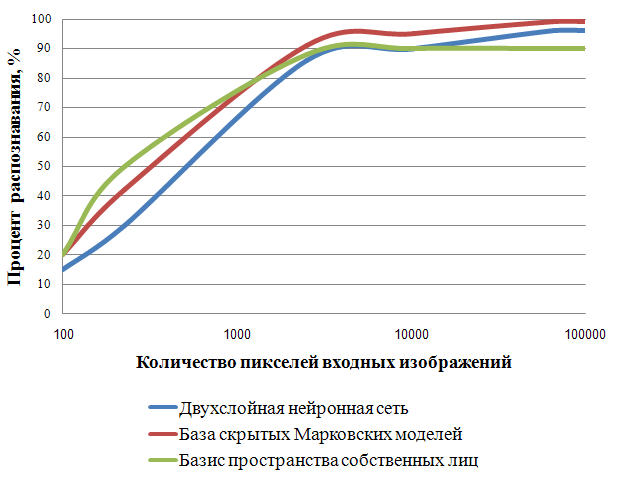 100
90
80
70
60
50
40
30
20
10
0
Процент распознавания, %
100 1000 10000 100000
Количество пикселей входных изображений
Двухслойная нейронная сеть
База скрытых Марковских моделей
Базис пространства собственных лиц